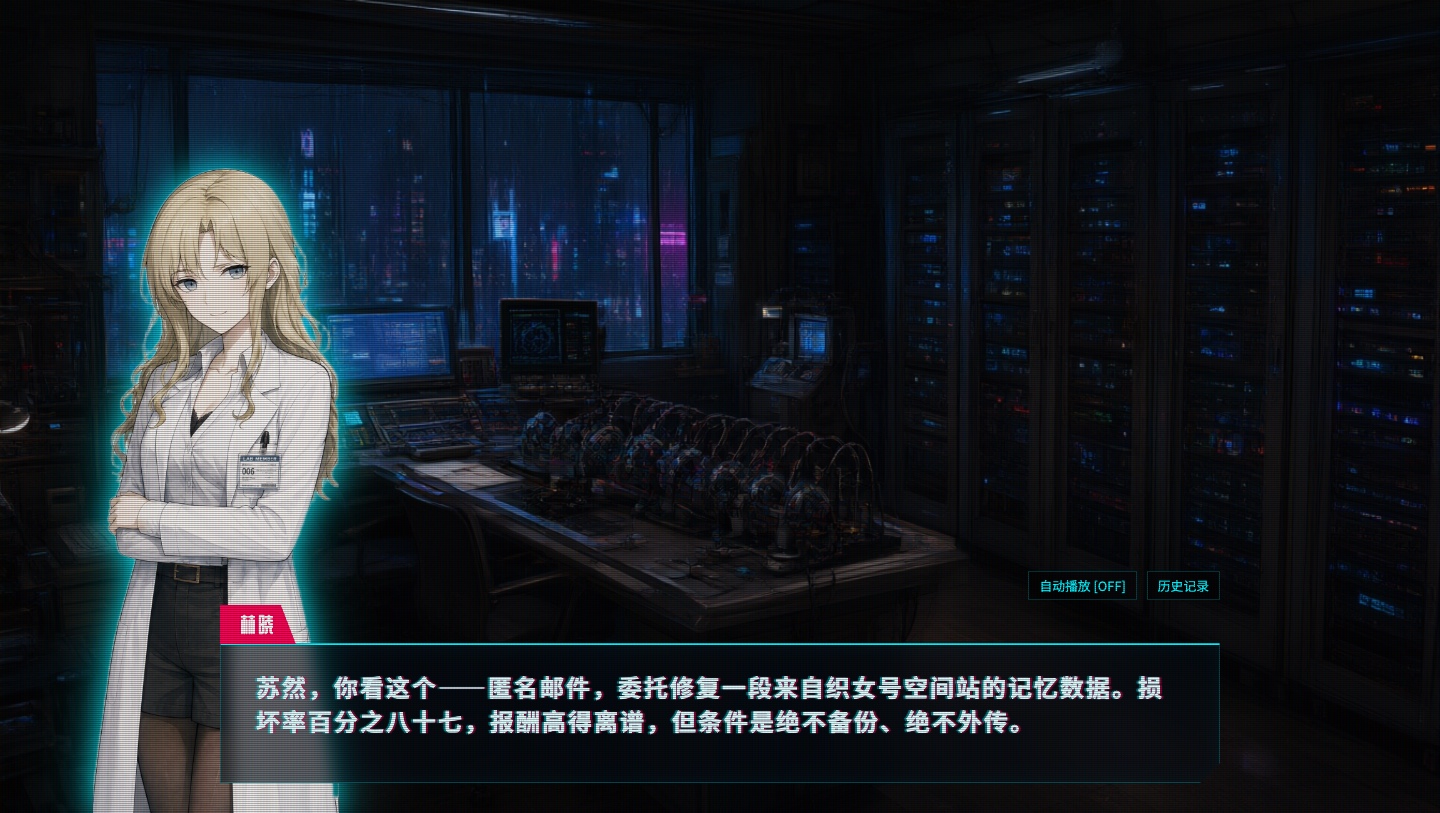 LAB MEMBER
006
自动播放 [OFF]
历史记录
林晓
苏然，你看这个——匿名邮件，委托修复一段来自织女号空间站的记忆数据。损
坏率百分之八十七，报酬高得离谱，但条件是绝不备份、绝不外传。